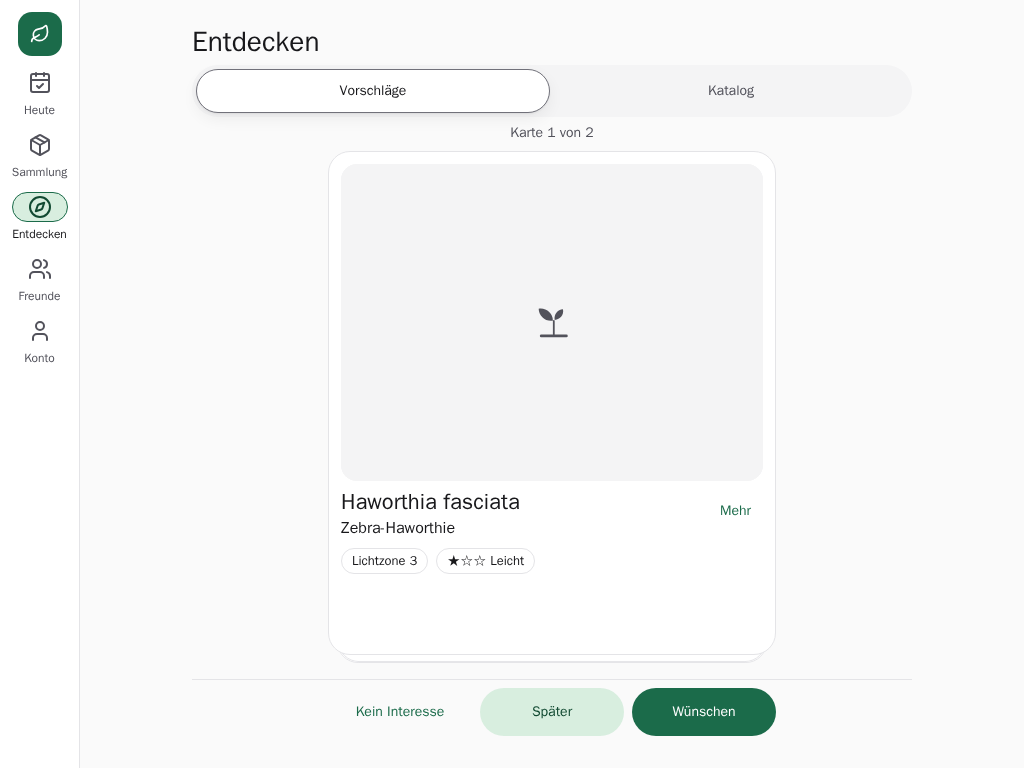 Entdecken
Vorschläge
Katalog
Karte 1 von 2
Heute
Sammlung
Entdecken
Freunde
Konto
Haworthia fasciata
Zebra-Haworthie
Mehr
Lichtzone 3
★☆☆ Leicht
Kein Interesse
Später
Wünschen